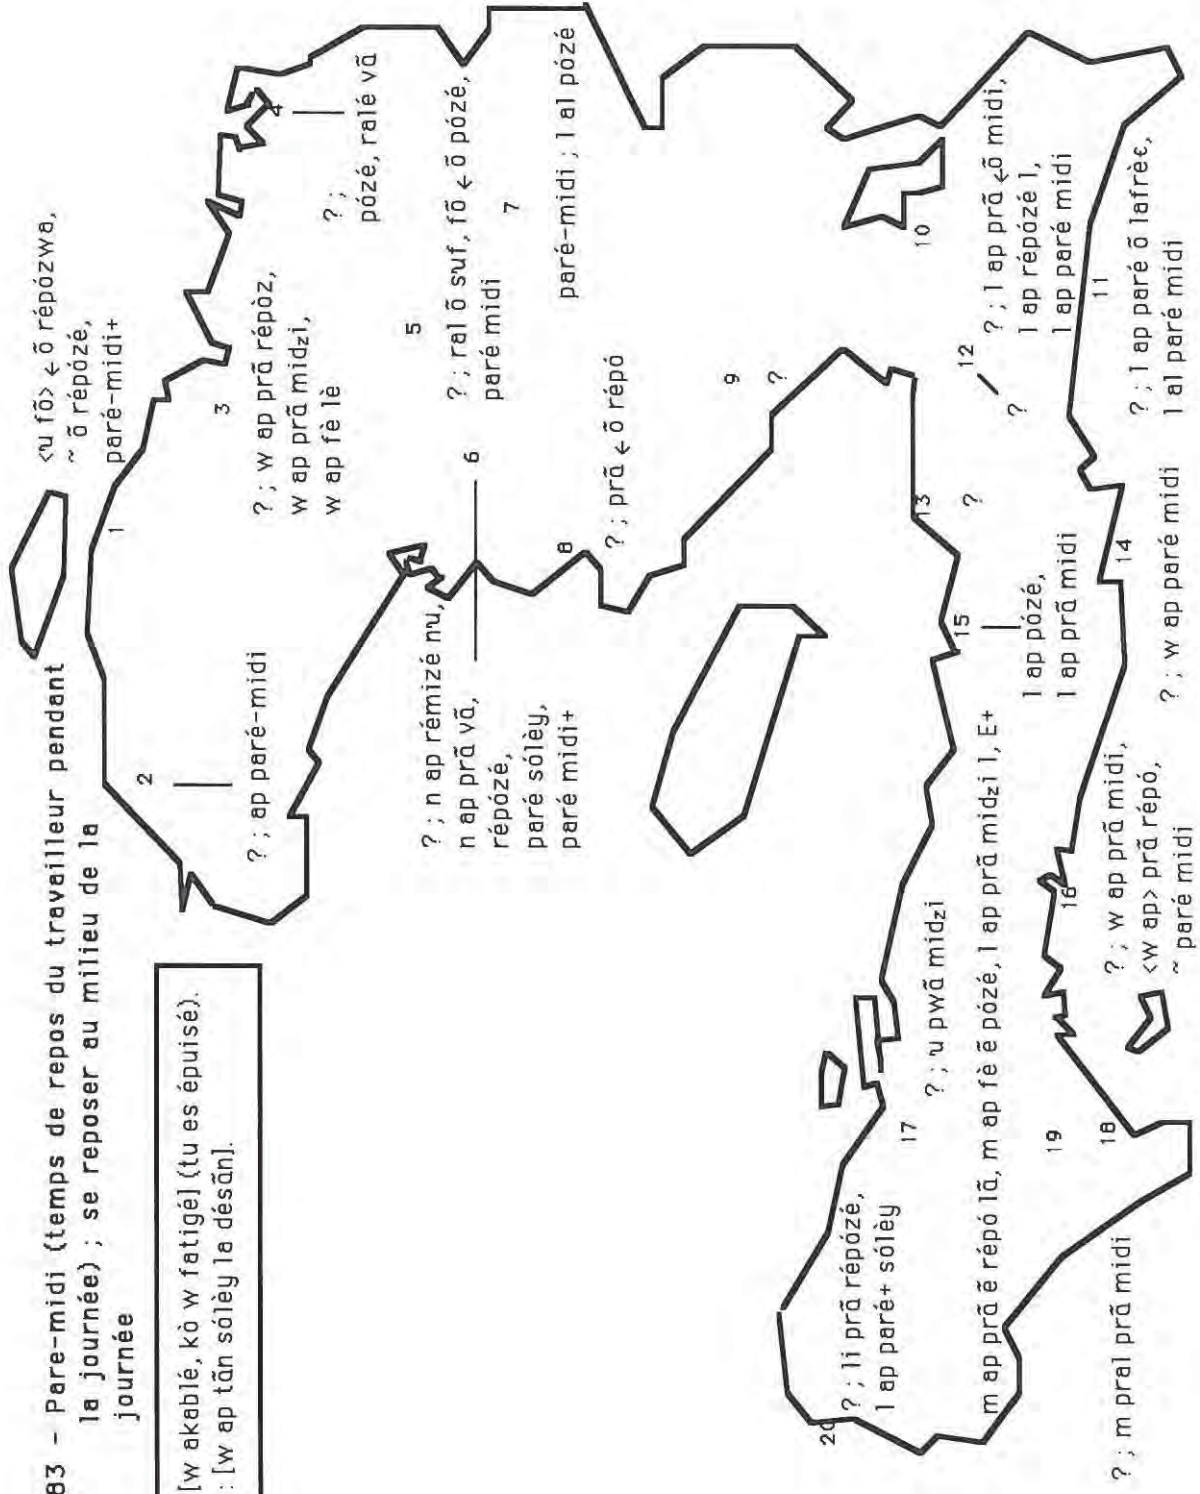 83 - Pare-midi (temps de repos du travailleur pendant
la journée) ; se reposer au milieu de la
journée
[w akablé, kò w fatigé] (tu es épuisé).
: [w ap tãn sólèy la désãn].
1
<u fõ> ← õ répózwa,
~ õ répózé,
paré-midi+
2
? ; ap paré-midi
3
? ; w ap prã répòz,
w ap prã midzi,
w ap fè lè
4
? ;
pózé, ralé vã
5
? ; ral õ suf, fõ ← õ pózé,
paré midi
6
? ; n ap rémizé nu,
n ap prã vã,
répózé,
paré sólèy,
paré midi+
7
paré-midi ; l al pózé
8
? ; prã ← õ répó
9
?
10
? ; l ap prã ← õ midi,
l ap répózé l,
l ap paré midi
11
? ; l ap paré õ lafrè€,
l al paré midi
12
?
13
?
14
? ; w ap paré midi
15
l ap pózé,
l ap prã midi
16
? ; w ap prã midi,
<w ap> prã répó,
~ paré midi
17
? ; u pwã midzi
18
19
m ap prã ẽ répó lã, m ap fè ẽ pózé, l ap prã midzi l, E+
? ; m pral prã midi
20
? ; li prã répózé,
l ap paré+ sólèy